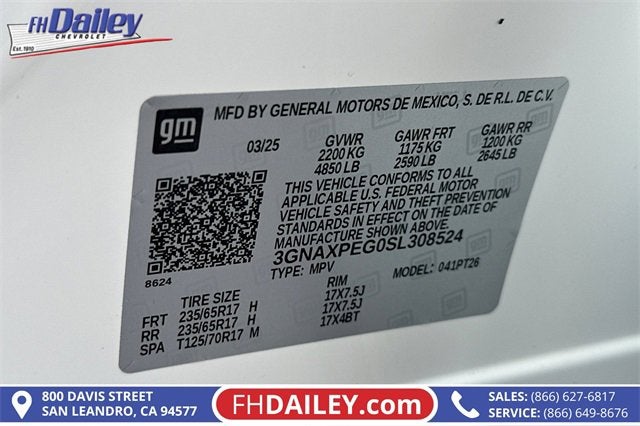 FH Dailey
CHEVROLET
Est. 1910
gm
MFD BY GENERAL MOTORS DE MEXICO, S. DE R.L. DE C.V.
03/25 GVWR GAWR FRT GAWR RR
2200 KG 1175 KG 1200 KG
4850 LB 2590 LB 2645 LB
THIS VEHICLE CONFORMS TO ALL
APPLICABLE U.S. FEDERAL MOTOR
VEHICLE SAFETY AND THEFT PREVENTION
STANDARDS IN EFFECT ON THE DATE OF
MANUFACTURE SHOWN ABOVE.
3GNAXPEG0SL308524
TYPE: MPV MODEL: 041PT26
8624
TIRE SIZE RIM
FRT 235/65R17 H 17X7.5J
RR 235/65R17 H 17X7.5J
SPA T125/70R17 M 17X4BT
800 DAVIS STREET
SAN LEANDRO, CA 94577
FHDAILEY.com
SALES: (866) 627-6817
SERVICE: (866) 649-8676